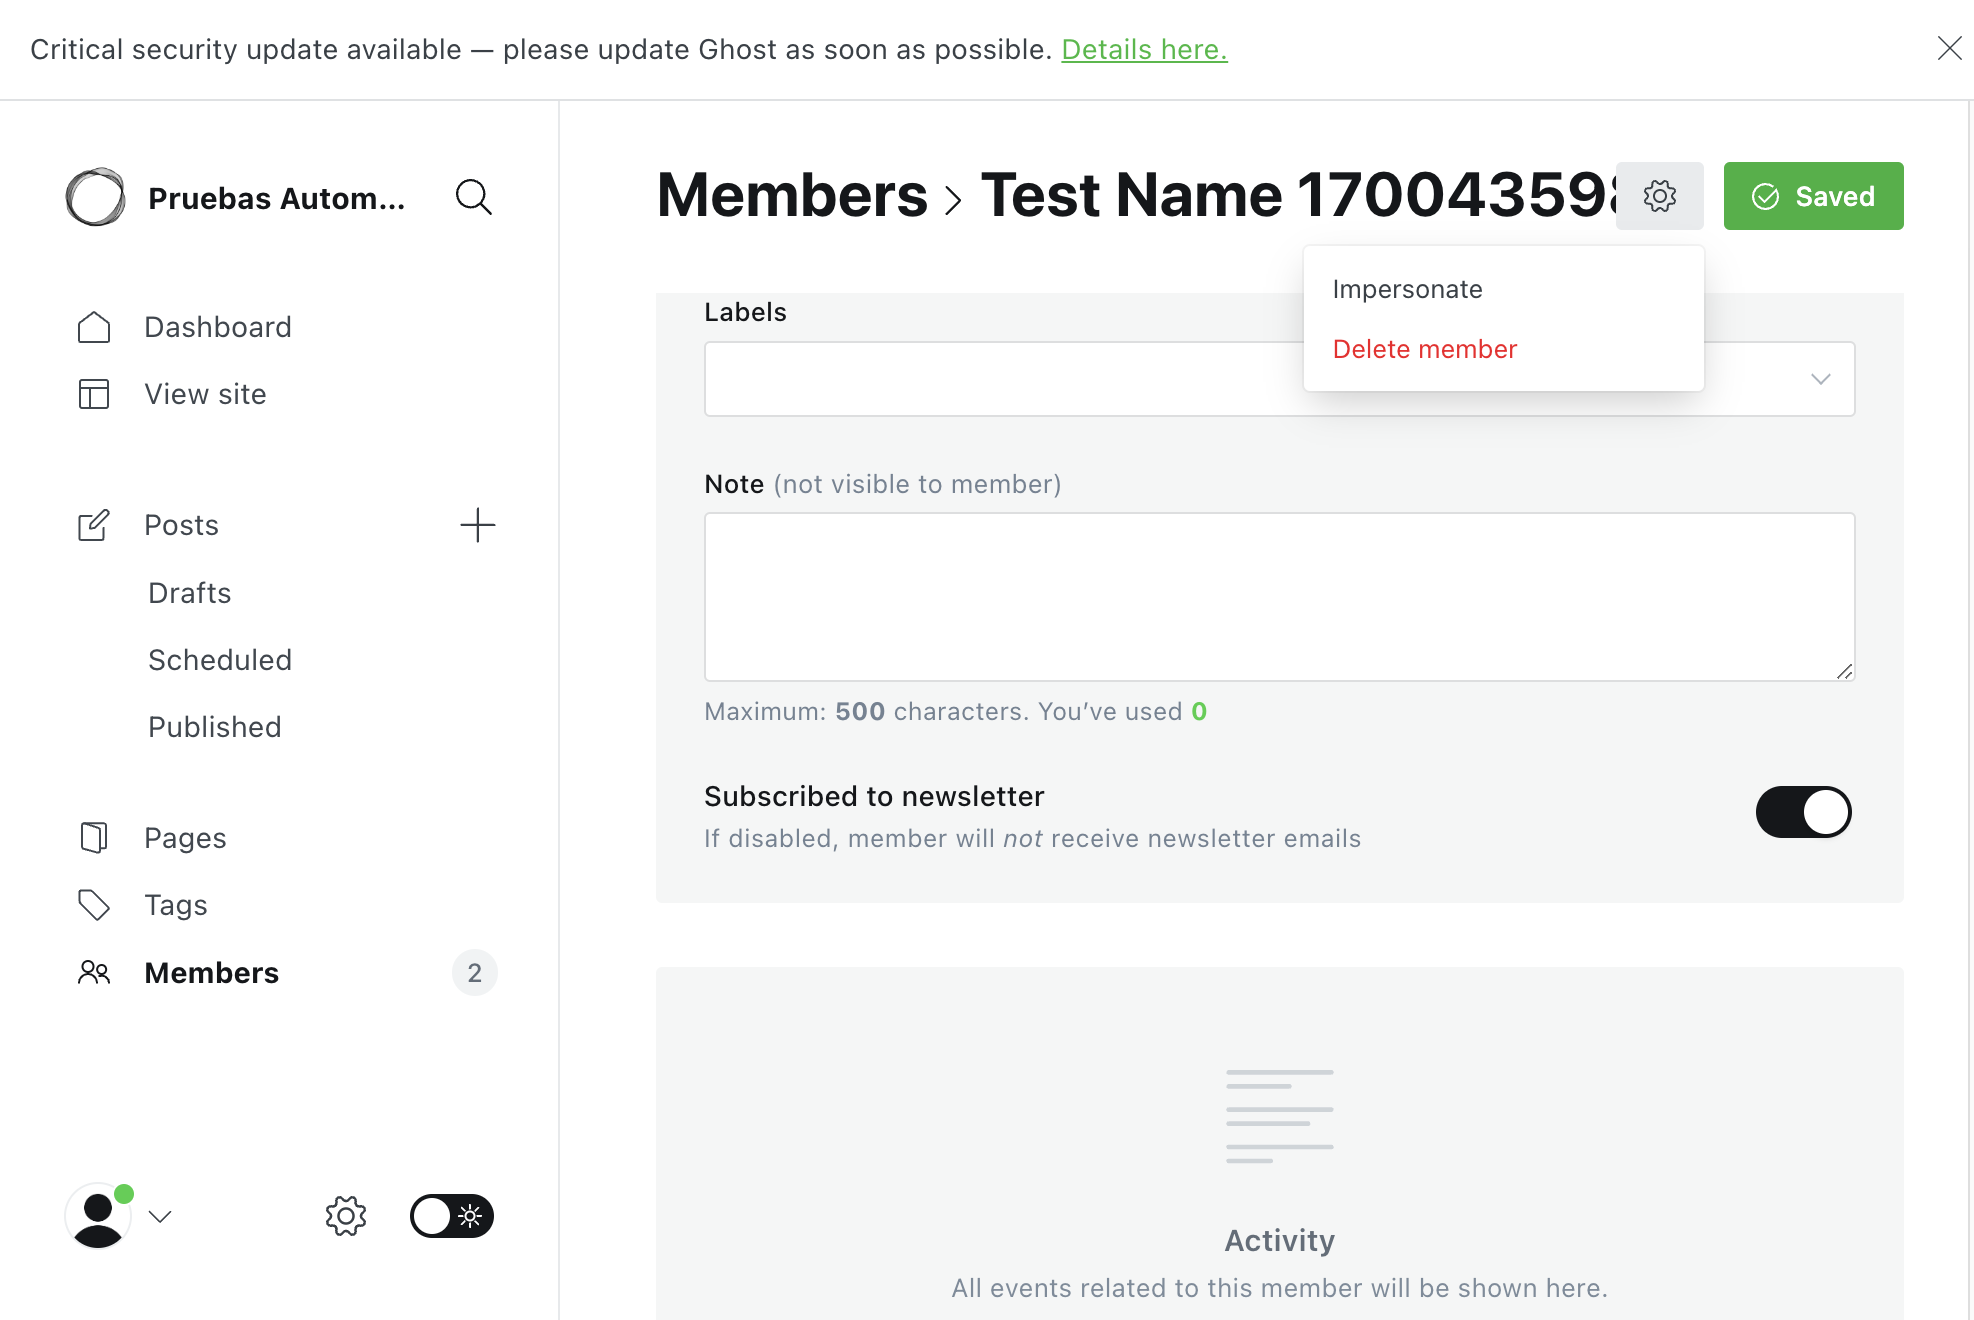 Critical security update available — please update Ghost as soon as possible. Details here.
Pruebas Autom...
Dashboard
View site
Posts
Drafts
Scheduled
Published
Pages
Tags
Members 2
Members > Test Name 170043598
Saved
Impersonate
Delete member
Labels
Note (not visible to member)
Maximum: 500 characters. You’ve used 0
Subscribed to newsletter
If disabled, member will not receive newsletter emails
Activity
All events related to this member will be shown here.